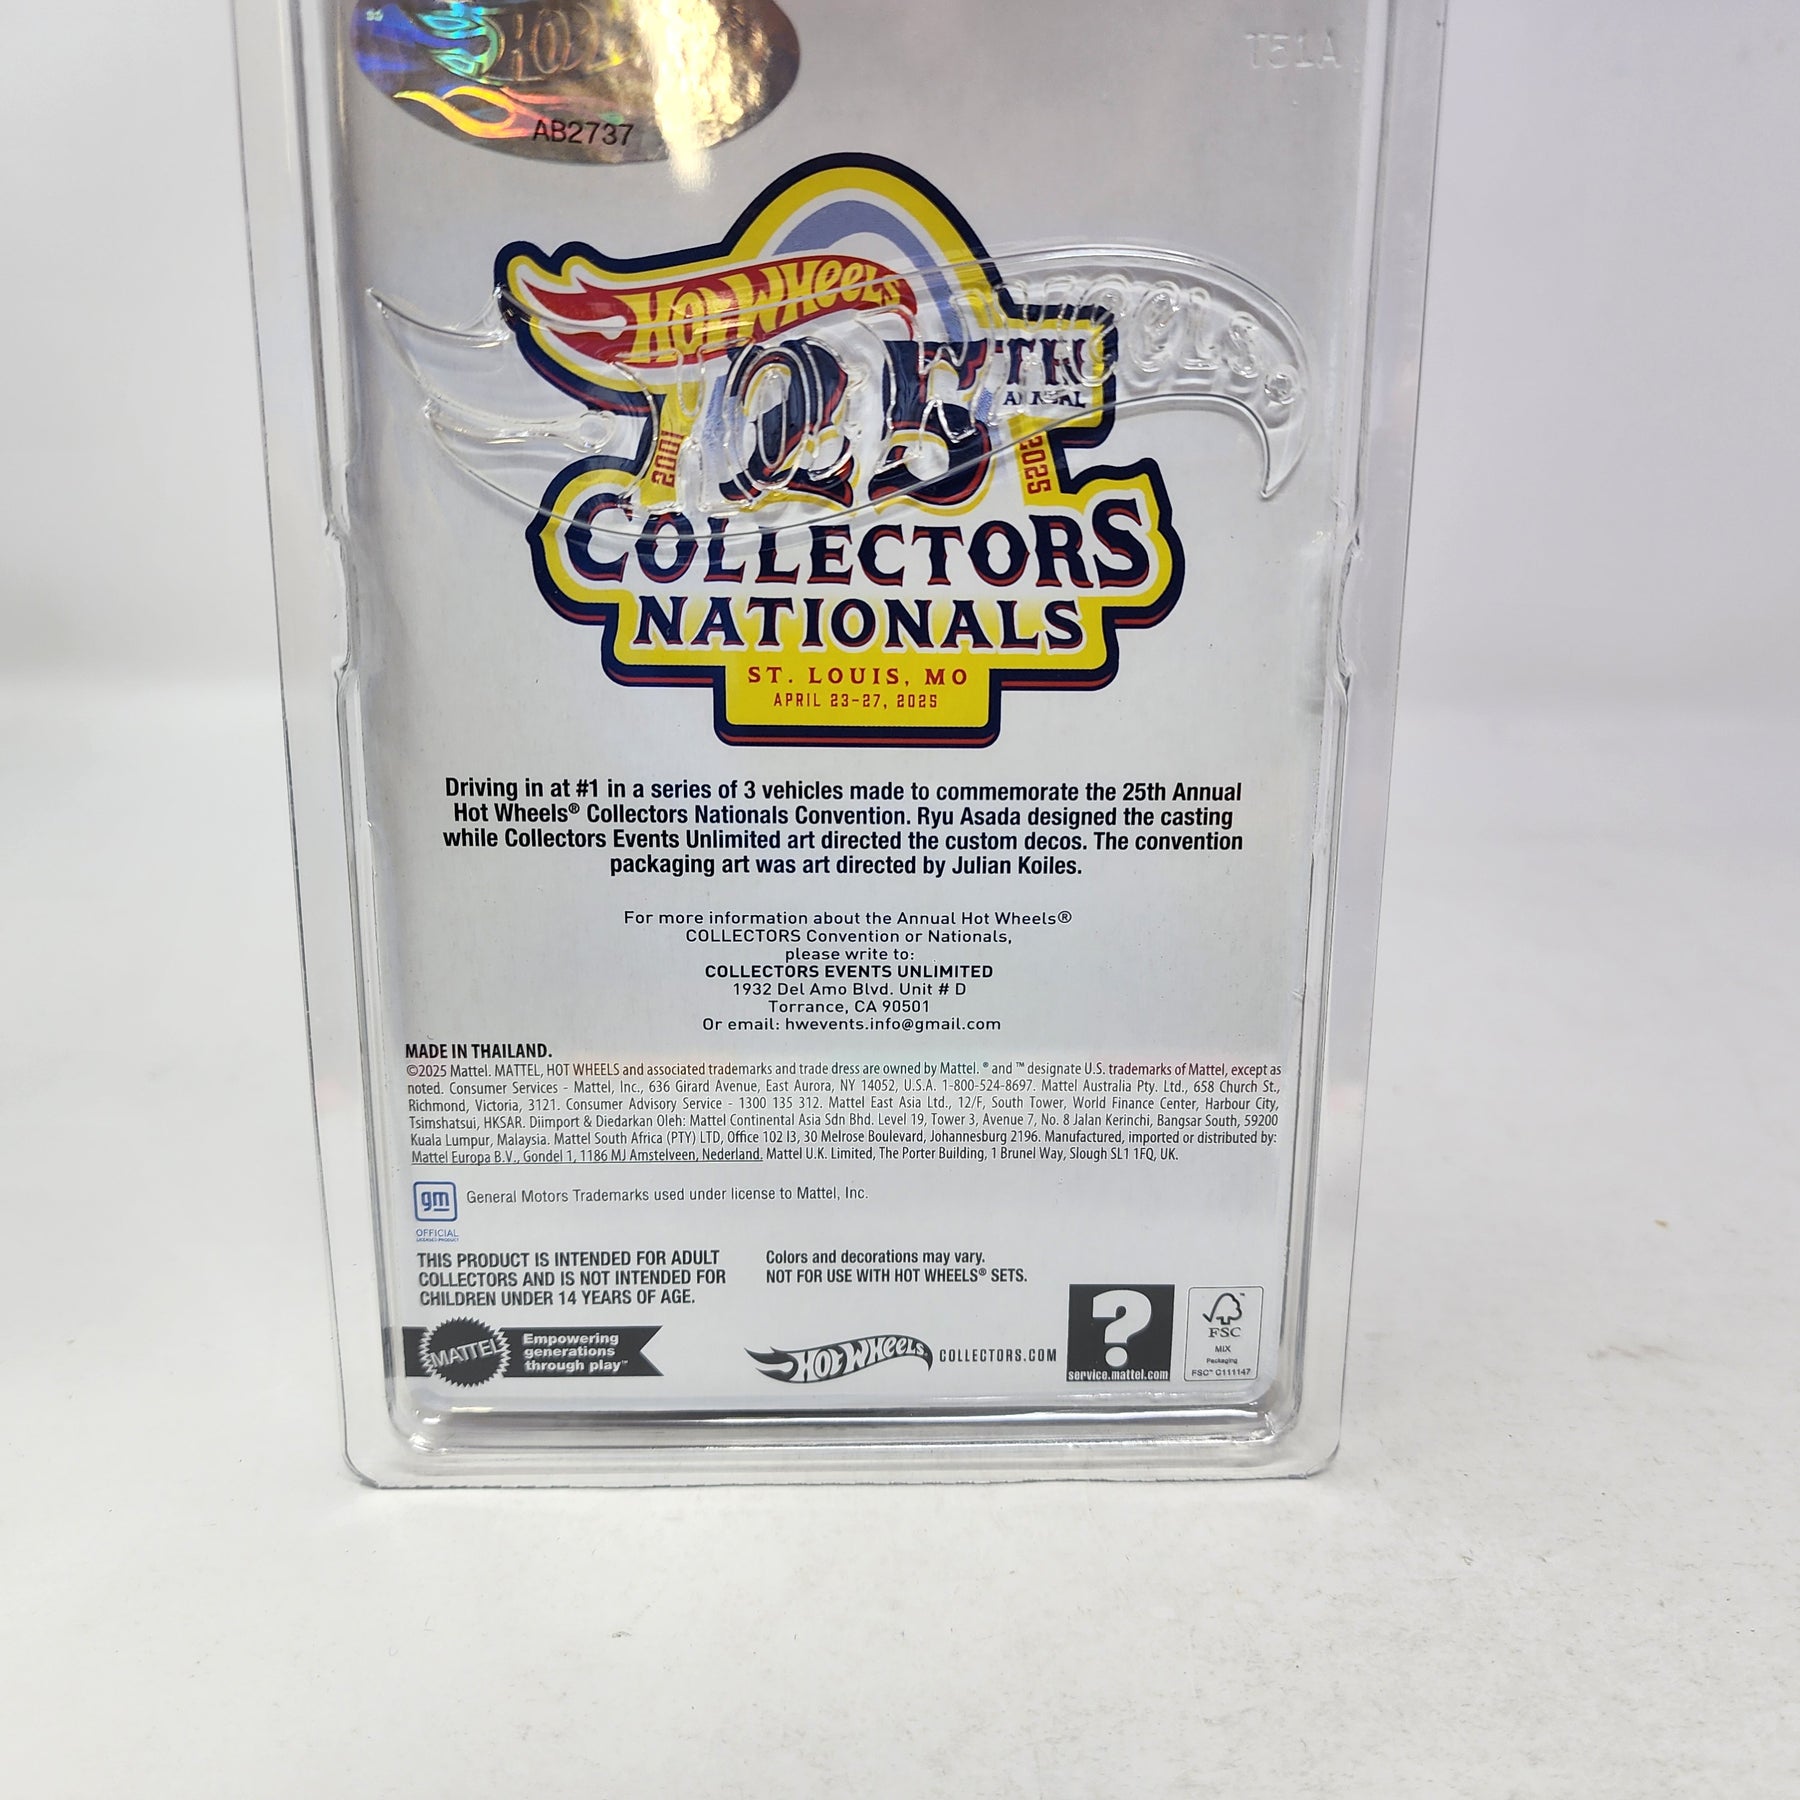 T51A
AB2737
HOT WHEELS
25TH
ANNUAL
2001
2025
COLLECTORS
NATIONALS
ST. LOUIS, MO
APRIL 23-27, 2025
Hot Wheels®
Driving in at #1 in a series of 3 vehicles made to commemorate the 25th Annual
Hot Wheels® Collectors Nationals Convention. Ryu Asada designed the casting
while Collectors Events Unlimited art directed the custom decos. The convention
packaging art was art directed by Julian Koiles.
For more information about the Annual Hot Wheels®
COLLECTORS Convention or Nationals,
please write to:
COLLECTORS EVENTS UNLIMITED
1932 Del Amo Blvd. Unit # D
Torrance, CA 90501
Or email: hwevents.info@gmail.com
MADE IN THAILAND.
©2025 Mattel. MATTEL, HOT WHEELS and associated trademarks and trade dress are owned by Mattel. ® and ™ designate U.S. trademarks of Mattel, except as
noted. Consumer Services - Mattel, Inc., 636 Girard Avenue, East Aurora, NY 14052, U.S.A. 1-800-524-8697. Mattel Australia Pty. Ltd., 658 Church St.,
Richmond, Victoria, 3121. Consumer Advisory Service - 1300 135 312. Mattel East Asia Ltd., 12/F, South Tower, World Finance Center, Harbour City,
Tsimshatsui, HKSAR. Diimport & Diedarkan Oleh: Mattel Continental Asia Sdn Bhd. Level 19, Tower 3, Avenue 7, No. 8 Jalan Kerinchi, Bangsar South, 59200
Kuala Lumpur, Malaysia. Mattel South Africa (PTY) LTD, Office 102 I3, 30 Melrose Boulevard, Johannesburg 2196. Manufactured, imported or distributed by:
Mattel Europa B.V., Gondel 1, 1186 MJ Amstelveen, Nederland. Mattel U.K. Limited, The Porter Building, 1 Brunel Way, Slough SL1 1FQ, UK.
gm
General Motors Trademarks used under license to Mattel, Inc.
OFFICIAL
LICENSED PRODUCT
THIS PRODUCT IS INTENDED FOR ADULT
COLLECTORS AND IS NOT INTENDED FOR
CHILDREN UNDER 14 YEARS OF AGE.
Colors and decorations may vary.
NOT FOR USE WITH HOT WHEELS® SETS.
MATTEL
Empowering
generations
through play™
HOT WHEELS
COLLECTORS.COM
?
service.mattel.com
FSC
MIX
Packaging
FSC™ C111147